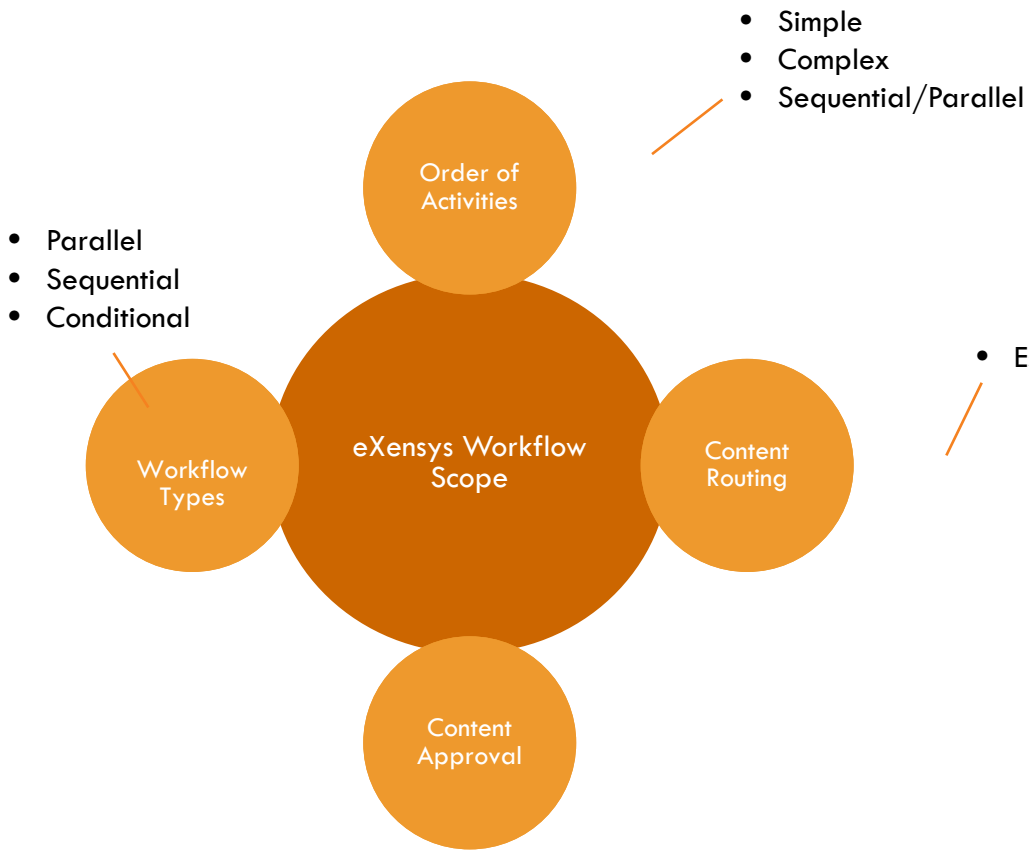 • Simple
• Complex
• Sequential/Parallel
Order of
Activities
• Parallel
• Sequential
• Conditional
• E
eXensys Workflow
Scope
Workflow
Types
Content
Routing
Content
Approval